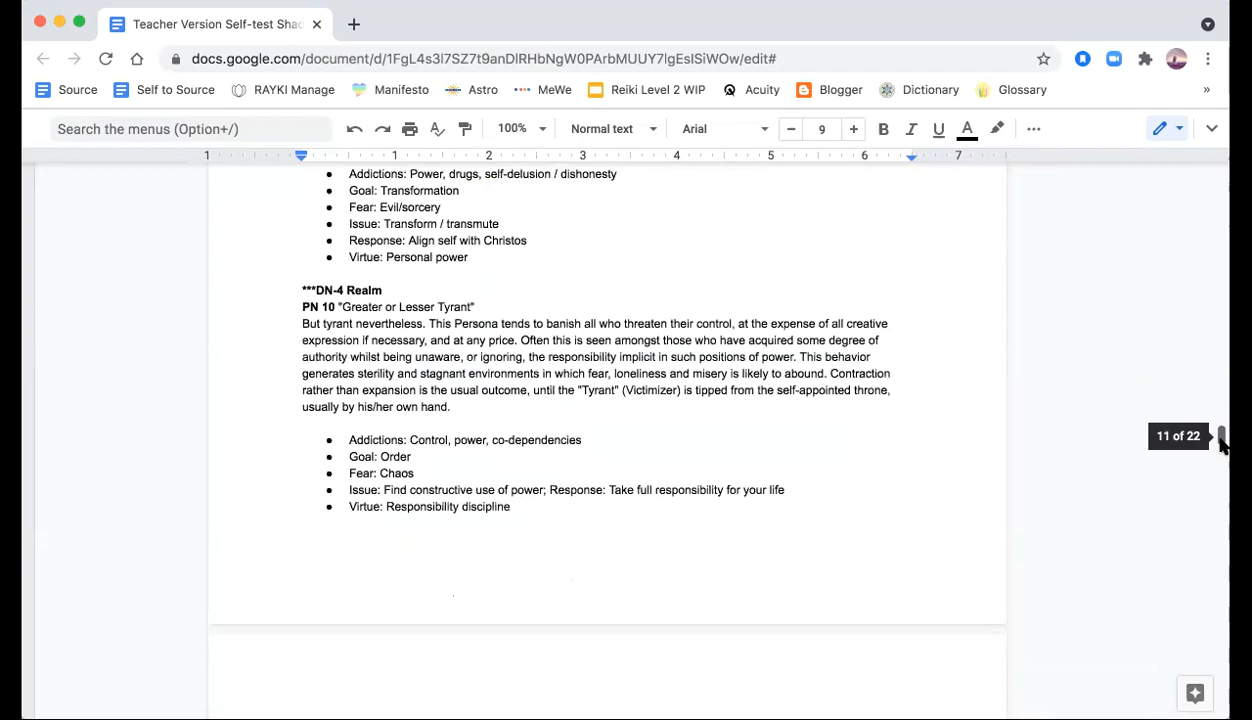 Teacher Version Self-test Shad
docs.google.com/document/d/1FgL4s3l7SZ7t9anDlRHbNgW0PArbMUUY7lgEsISiWOw/edit#
Source Self to Source RAYKI Manage Manifesto Astro MeWe Reiki Level 2 WIP Acuity Blogger Dictionary Glossary »
Search the menus (Option+/) 100% Normal text Arial 9 B I U A
1 1 2 3 4 5 6 7
Addictions: Power, drugs, self-delusion / dishonesty
Goal: Transformation
Fear: Evil/sorcery
Issue: Transform / transmute
Response: Align self with Christos
Virtue: Personal power
***DN-4 Realm
PN 10 "Greater or Lesser Tyrant"
But tyrant nevertheless. This Persona tends to banish all who threaten their control, at the expense of all creative
expression if necessary, and at any price. Often this is seen amongst those who have acquired some degree of
authority whilst being unaware, or ignoring, the responsibility implicit in such positions of power. This behavior
generates sterility and stagnant environments in which fear, loneliness and misery is likely to abound. Contraction
rather than expansion is the usual outcome, until the "Tyrant" (Victimizer) is tipped from the self-appointed throne,
usually by his/her own hand.
Addictions: Control, power, co-dependencies
Goal: Order
Fear: Chaos
Issue: Find constructive use of power; Response: Take full responsibility for your life
Virtue: Responsibility discipline
11 of 22